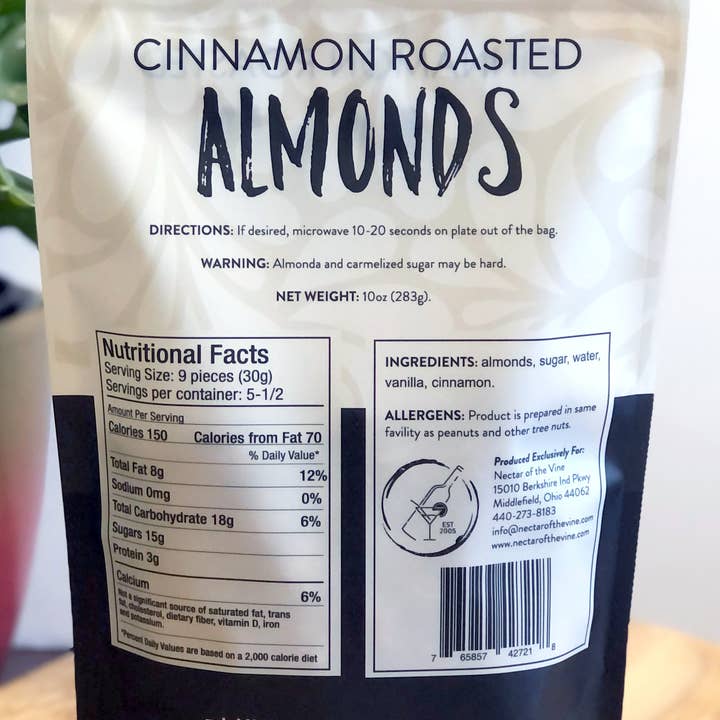 CINNAMON ROASTED
ALMONDS
DIRECTIONS: If desired, microwave 10-20 seconds on plate out of the bag.
WARNING: Almonda and carmelized sugar may be hard.
NET WEIGHT: 10oz (283g).
Nutritional Facts
Serving Size: 9 pieces (30g)
Servings per container: 5-1/2
Amount Per Serving
Calories 150 Calories from Fat 70
% Daily Value*
Total Fat 8g 12%
Sodium 0mg 0%
Total Carbohydrate 18g 6%
Sugars 15g
Protein 3g
Calcium 6%
Not a significant source of saturated fat, trans
fat, cholesterol, dietary fiber, vitamin D, iron
and potassium.
*Percent Daily Values are based on a 2,000 calorie diet
INGREDIENTS: almonds, sugar, water,
vanilla, cinnamon.
ALLERGENS: Product is prepared in same
favility as peanuts and other tree nuts.
EST
2005
Produced Exclusively For:
Nectar of the Vine
15010 Berkshire Ind Pkwy
Middlefield, Ohio 44062
440-273-8183
info@nectarofthevine.com
www.nectarofthevine.com
7 65857 42721 8